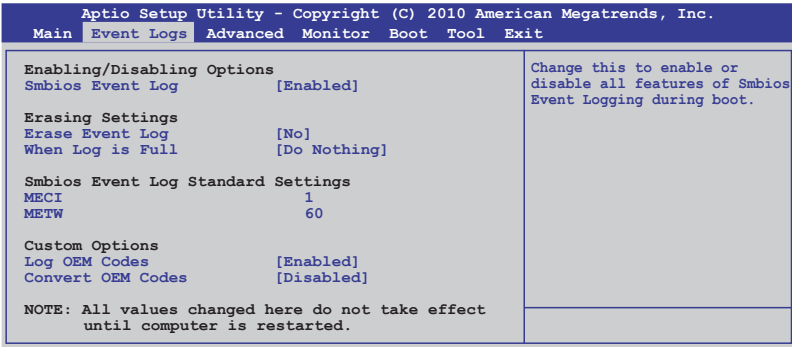 Aptio Setup Utility - Copyright (C) 2010 American Megatrends, Inc.
Main Event Logs Advanced Monitor Boot Tool Exit
Enabling/Disabling Options
Smbios Event Log [Enabled]
Erasing Settings
Erase Event Log [No]
When Log is Full [Do Nothing]
Smbios Event Log Standard Settings
MECI 1
METW 60
Custom Options
Log OEM Codes [Enabled]
Convert OEM Codes [Disabled]
NOTE: All values changed here do not take effect
until computer is restarted.
Change this to enable or
disable all features of Smbios
Event Logging during boot.